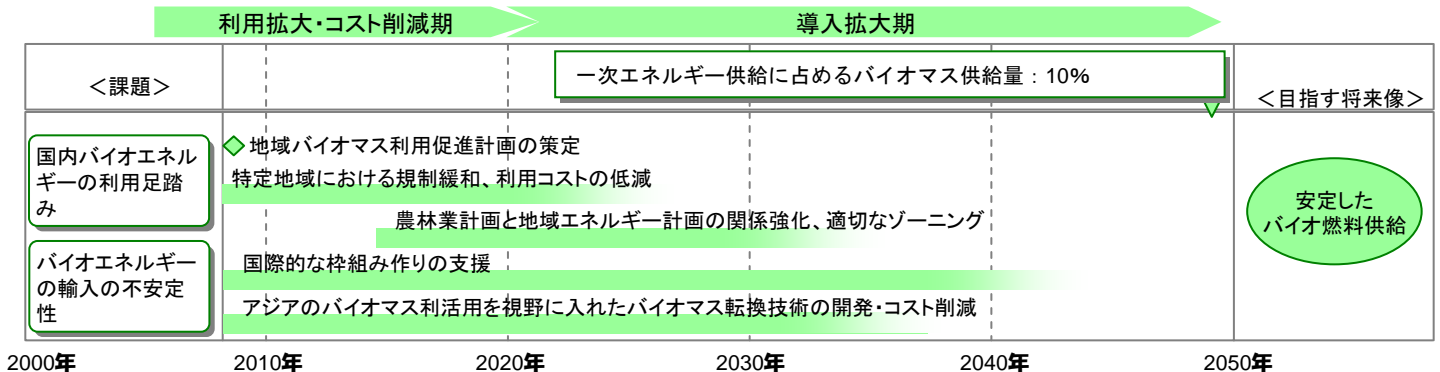 利用拡大・コスト削減期
導入拡大期
一次エネルギー供給に占めるバイオマス供給量：10%
＜課題＞
＜目指す将来像＞
国内バイオエネル
ギーの利用足踏
み
地域バイオマス利用促進計画の策定
特定地域における規制緩和、利用コストの低減
農林業計画と地域エネルギー計画の関係強化、適切なゾーニング
安定した
バイオ燃料供給
バイオエネルギー
の輸入の不安定
性
国際的な枠組み作りの支援
アジアのバイオマス利活用を視野に入れたバイオマス転換技術の開発・コスト削減
2000年
2010年
2020年
2030年
2040年
2050年